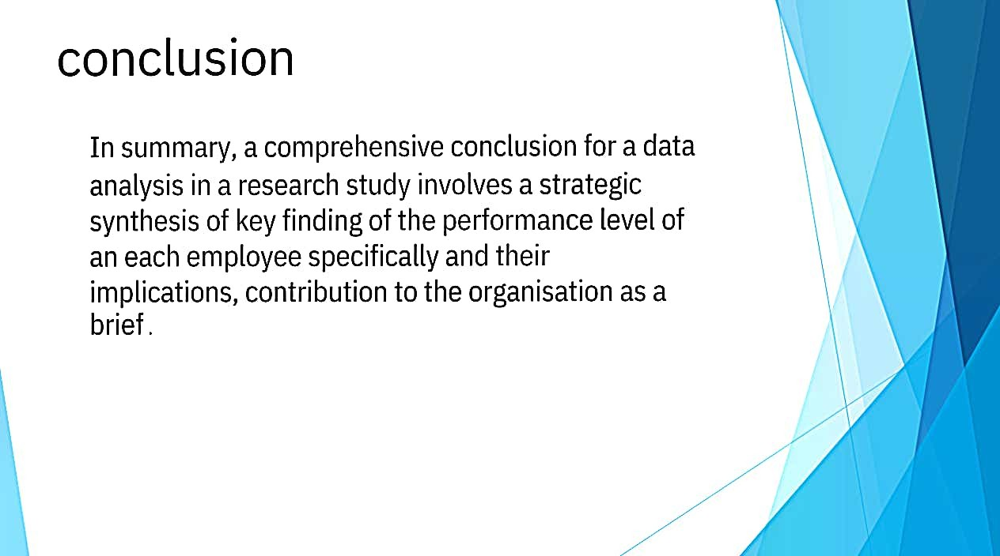 conclusion
In summary, a comprehensive conclusion for a data
analysis in a research study involves a strategic
synthesis of key finding of the performance level of
an each employee specifically and their
implications, contribution to the organisation as a
brief .